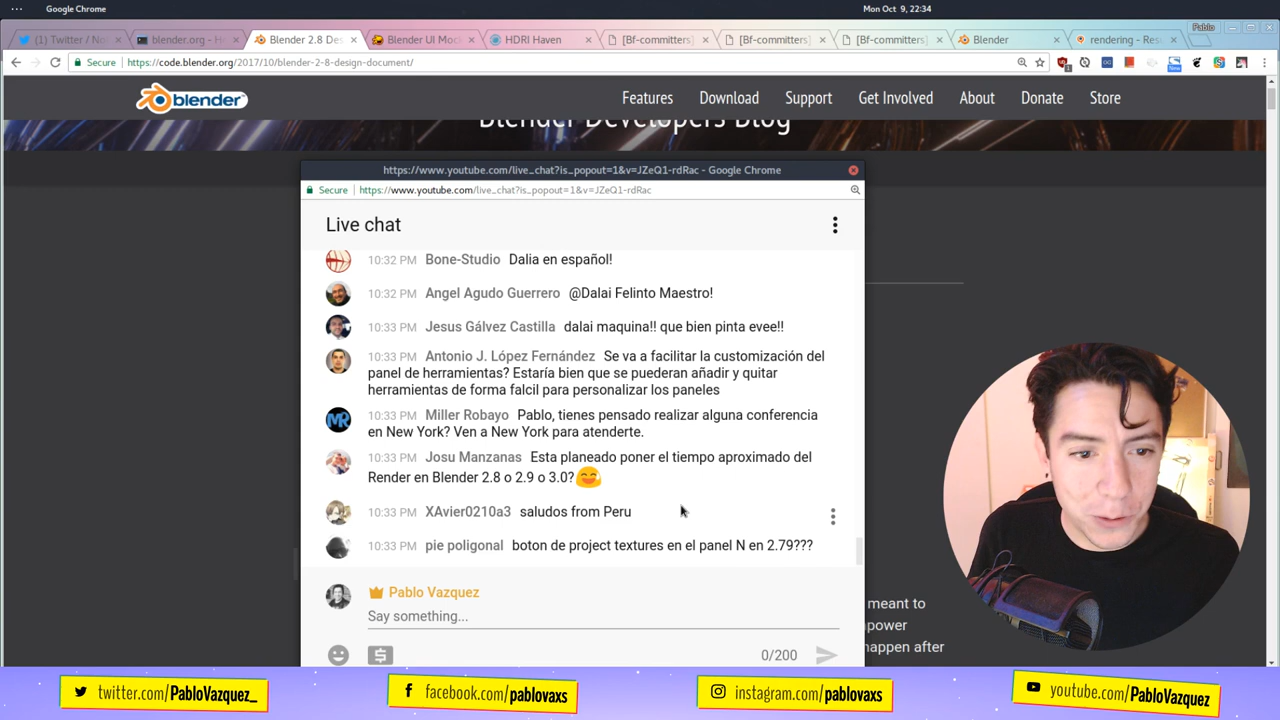 Google Chrome
Mon Oct 9, 22:34
Pablo
(1) Twitter / No
blender.org - H
Blender 2.8 Des
Blender UI Moc
HDRI Haven
[Bf-committers]
[Bf-committers]
[Bf-committers]
Blender
rendering - Res
Secure
https://code.blender.org/2017/10/blender-2-8-design-document/
blender
Features
Download
Support
Get Involved
About
Donate
Store
Blender Developers Blog
https://www.youtube.com/live_chat?is_popout=1&v=JZeQ1-rdRac - Google Chrome
Secure
https://www.youtube.com/live_chat?is_popout=1&v=JZeQ1-rdRac
Live chat
10:32 PM Bone-Studio Dalia en español!
10:32 PM Angel Agudo Guerrero @Dalai Felinto Maestro!
10:33 PM Jesus Gálvez Castilla dalai maquina!! que bien pinta evee!!
10:33 PM Antonio J. López Fernández Se va a facilitar la customización del
panel de herramientas? Estaría bien que se puederan añadir y quitar
herramientas de forma falcil para personalizar los paneles
10:33 PM Miller Robayo Pablo, tienes pensado realizar alguna conferencia
en New York? Ven a New York para atenderte.
10:33 PM Josu Manzanas Esta planeado poner el tiempo aproximado del
Render en Blender 2.8 o 2.9 o 3.0?
10:33 PM XAvier0210a3 saludos from Peru
10:33 PM pie poligonal boton de project textures en el panel N en 2.79???
Pablo Vazquez
Say something...
0/200
meant to
power
happen after
twitter.com/PabloVazquez_
facebook.com/pablovaxs
instagram.com/pablovaxs
youtube.com/PabloVazquez